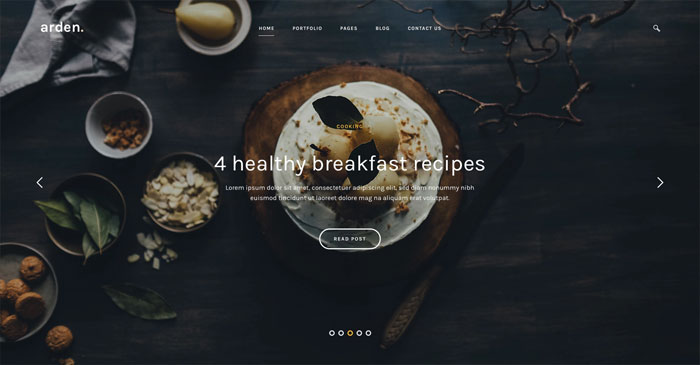 arden.
HOME PORTFOLIO PAGES BLOG CONTACT US
COOKING
4 healthy breakfast recipes
Lorem ipsum dolor sit amet, consectetuer adipiscing elit, sed diam nonummy nibh
euismod tincidunt ut laoreet dolore mag na aliquam erat volutpat.
READ POST